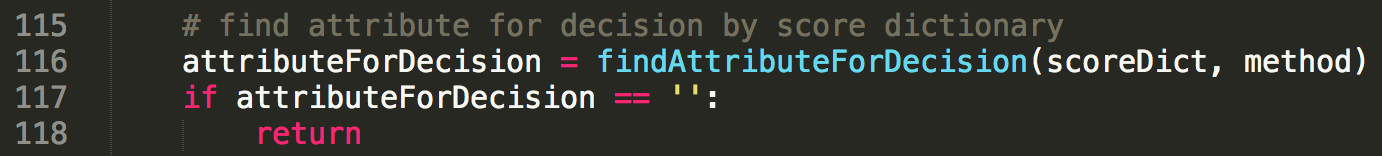 115 # find attribute for decision by score dictionary
116 attributeForDecision = findAttributeForDecision(scoreDict, method)
117 if attributeForDecision == '':
118 return